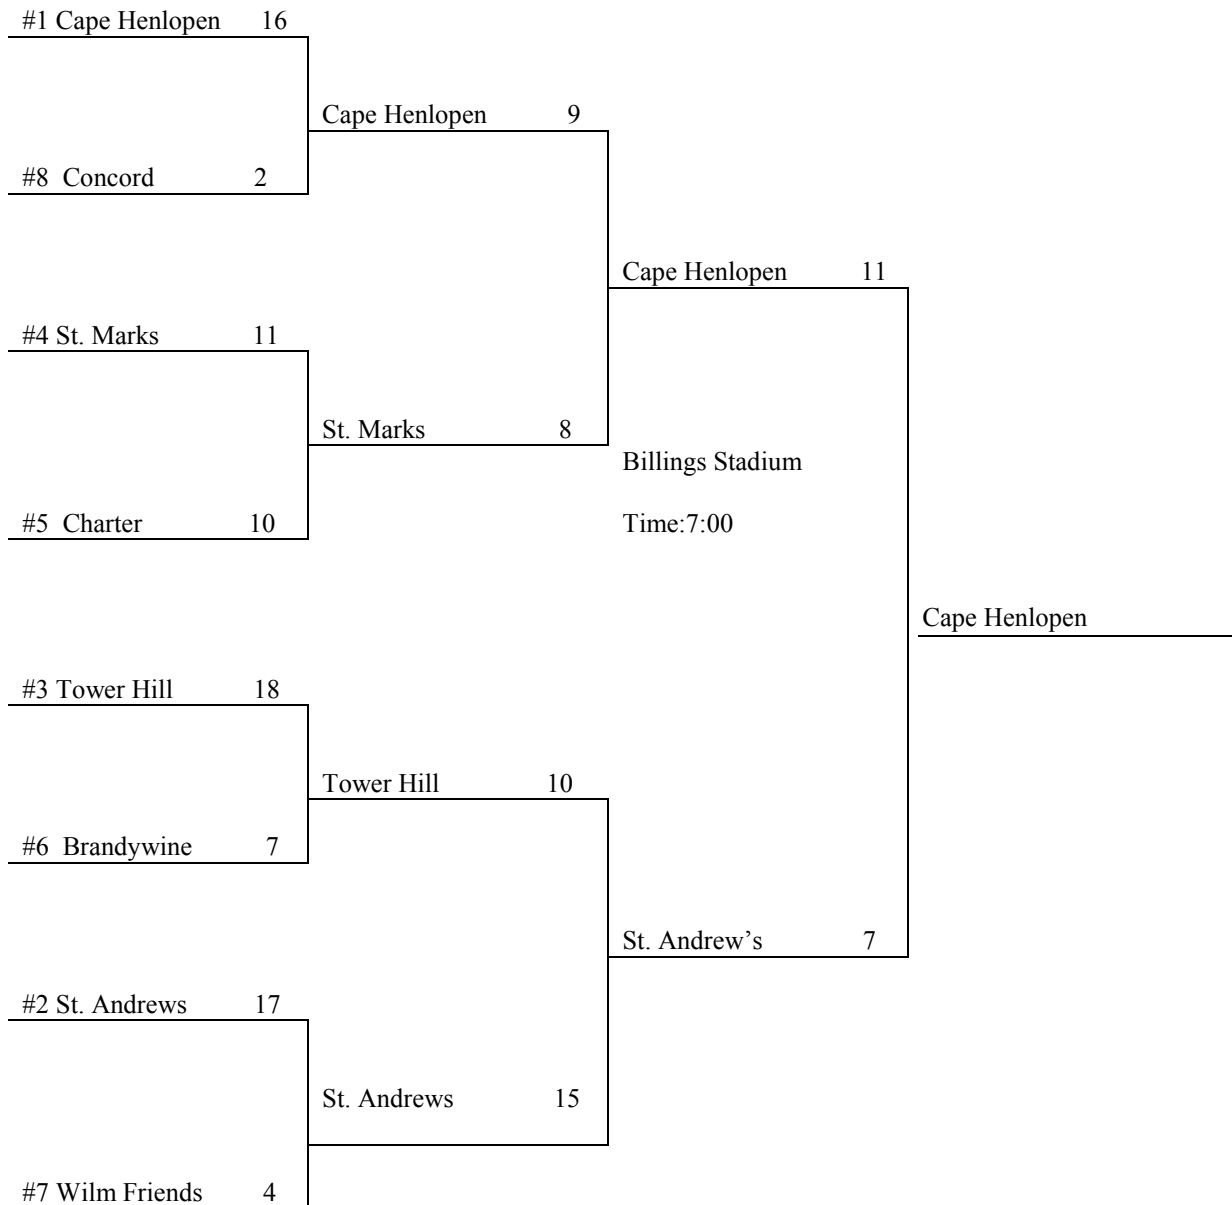 #1 Cape Henlopen 16
Cape Henlopen 9
#8 Concord 2
Cape Henlopen 11
#4 St. Marks 11
St. Marks 8
Billings Stadium
#5 Charter 10
Time:7:00
Cape Henlopen
#3 Tower Hill 18
Tower Hill 10
#6 Brandywine 7
St. Andrew’s 7
#2 St. Andrews 17
St. Andrews 15
#7 Wilm Friends 4